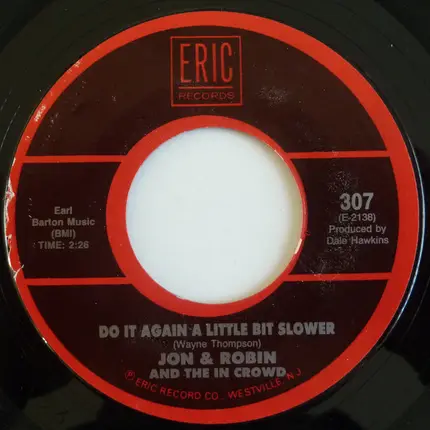 ERIC
RECORDS
Earl
Barton Music
(BMI)
TIME: 2:26
307
(E-2138)
Produced by
Dale Hawkins
DO IT AGAIN A LITTLE BIT SLOWER
(Wayne Thompson)
JON & ROBIN
AND THE IN CROWD
℗ ERIC RECORD CO., WESTVILLE, N.J.